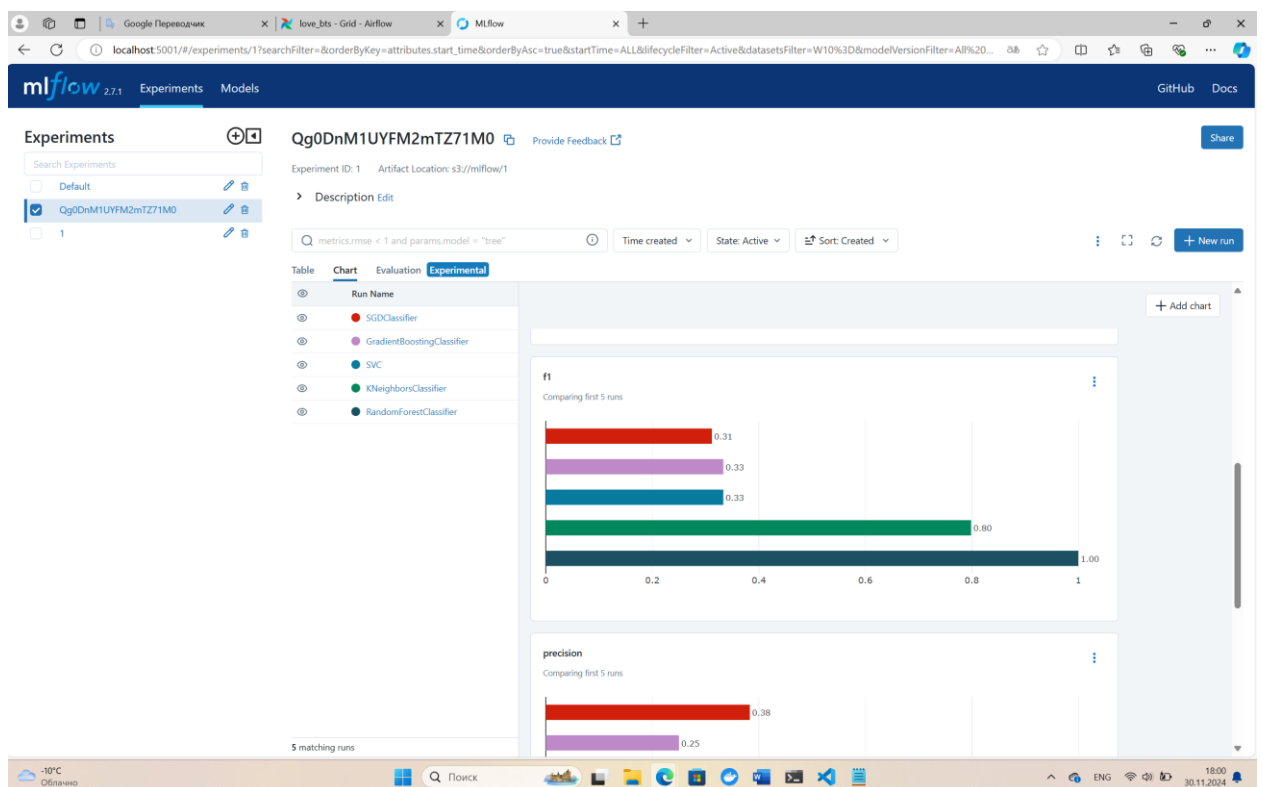 Google Переводчик
love_bts - Grid - Airflow
MLflow
localhost:5001/#/experiments/1?searchFilter=&orderByKey=attributes.start_time&orderByAsc=true&startTime=ALL&lifecycleFilter=Active&datasetsFilter=W10%3D&modelVersionFilter=All%20...
mlflow 2.7.1 Experiments Models GitHub Docs
Experiments
Search Experiments
Default
Qg0DnM1UYFM2mTZ71M0
1
Qg0DnM1UYFM2mTZ71M0 Provide Feedback Share
Experiment ID: 1 Artifact Location: s3://mlflow/1
Description Edit
metrics.rmse < 1 and params.model = "tree" Time created State: Active Sort: Created + New run
Table Chart Evaluation Experimental
Run Name
SGDClassifier
GradientBoostingClassifier
SVC
KNeighborsClassifier
RandomForestClassifier
5 matching runs
+ Add chart
f1
Comparing first 5 runs
0.31
0.33
0.33
0.80
1.00
0 0.2 0.4 0.6 0.8 1
precision
Comparing first 5 runs
0.38
0.25
-10°C
Облачно
Поиск
ENG
18:00
30.11.2024